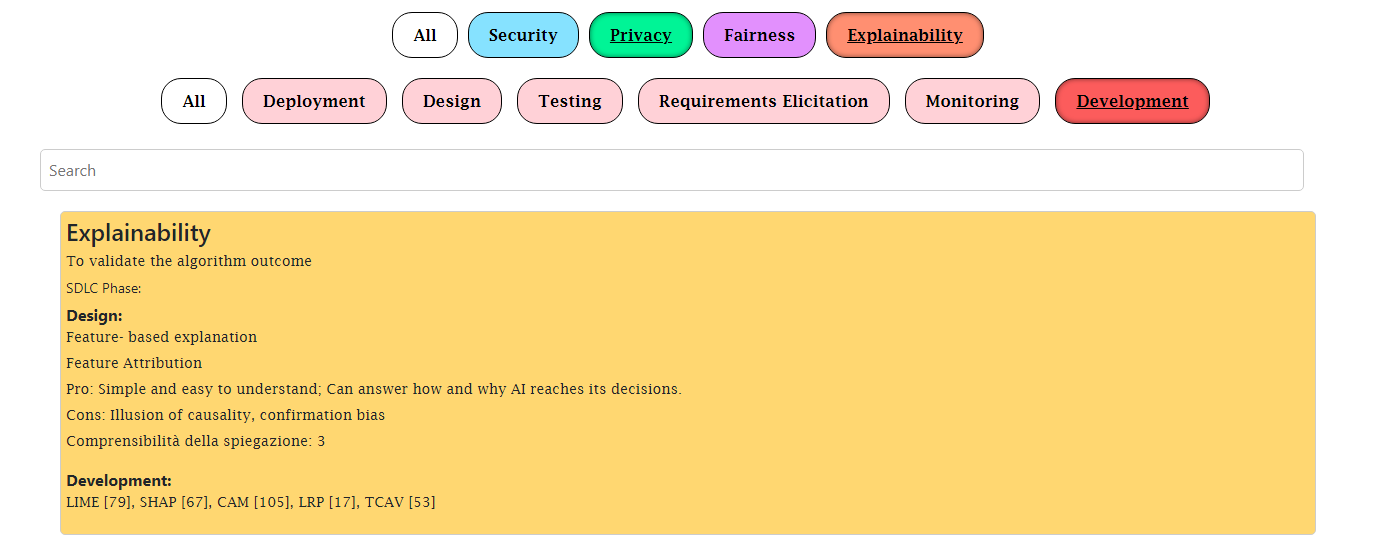 All Security Privacy Fairness Explainability
All Deployment Design Testing Requirements Elicitation Monitoring Development
Search
Explainability
To validate the algorithm outcome
SDLC Phase:
Design:
Feature- based explanation
Feature Attribution
Pro: Simple and easy to understand; Can answer how and why AI reaches its decisions.
Cons: Illusion of causality, confirmation bias
Comprensibilità della spiegazione: 3
Development:
LIME [79], SHAP [67], CAM [105], LRP [17], TCAV [53]